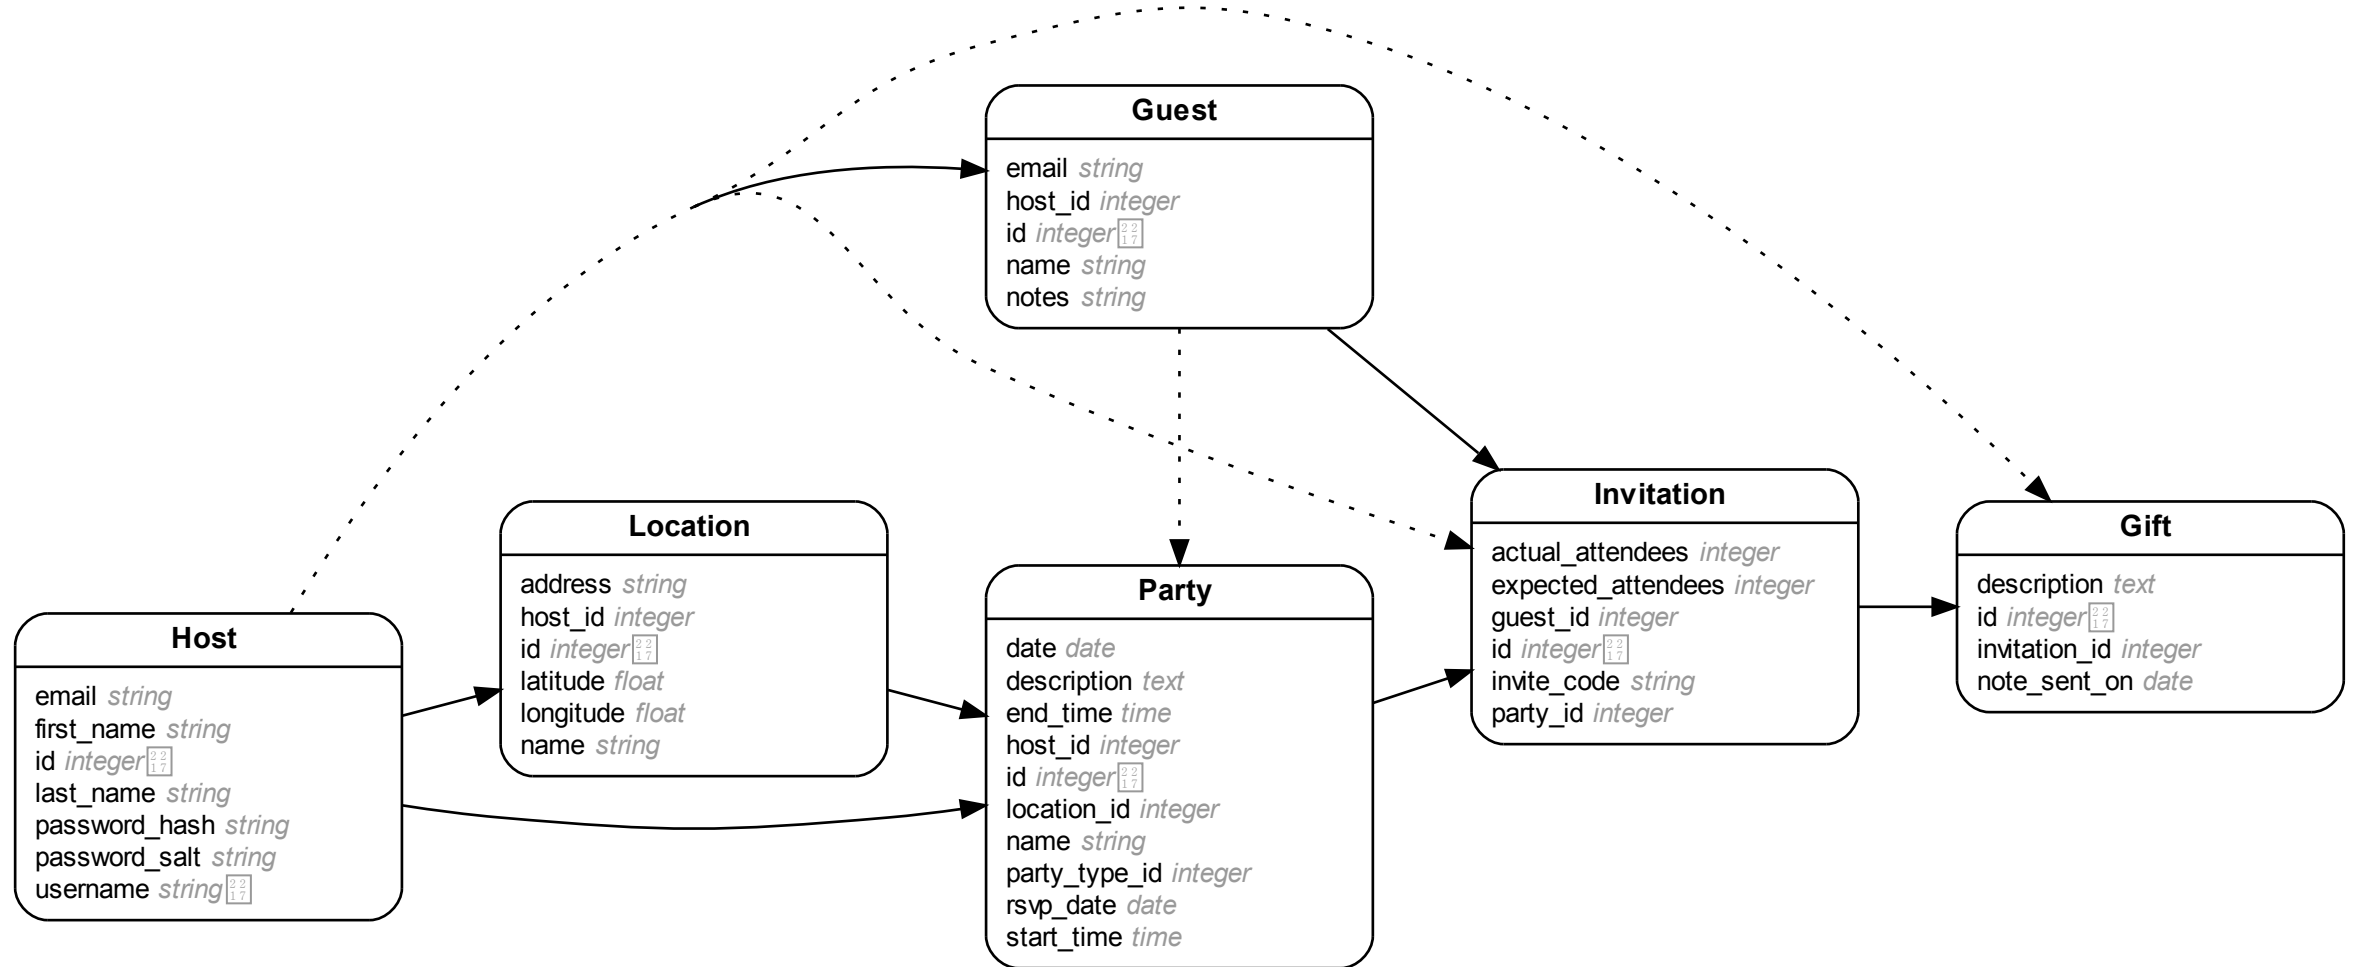 Guest
email string
host_id integer
id integer
name string
notes string
Host
email string
first_name string
id integer
last_name string
password_hash string
password_salt string
username string
Location
address string
host_id integer
id integer
latitude float
longitude float
name string
Party
date date
description text
end_time time
host_id integer
id integer
location_id integer
name string
party_type_id integer
rsvp_date date
start_time time
Invitation
actual_attendees integer
expected_attendees integer
guest_id integer
id integer
invite_code string
party_id integer
Gift
description text
id integer
invitation_id integer
note_sent_on date